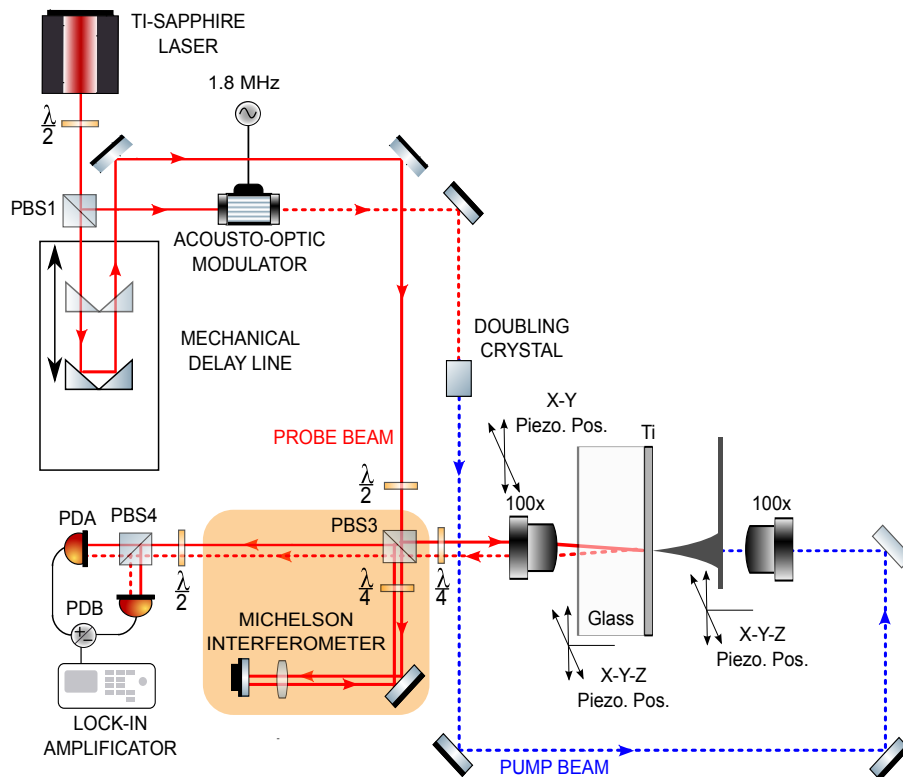 TI-SAPPHIRE
LASER
1.8 MHz
λ
2
PBS1
ACOUSTO-OPTIC
MODULATOR
MECHANICAL
DELAY LINE
DOUBLING
CRYSTAL
X-Y
Piezo. Pos.
Ti
PROBE BEAM
λ
2
100x
100x
PDA
PBS4
PBS3
λ
2
λ
4
λ
4
PDB
+/-
MICHELSON
INTERFEROMETER
Glass
X-Y-Z
Piezo. Pos.
X-Y-Z
Piezo. Pos.
LOCK-IN
AMPLIFICATOR
PUMP BEAM